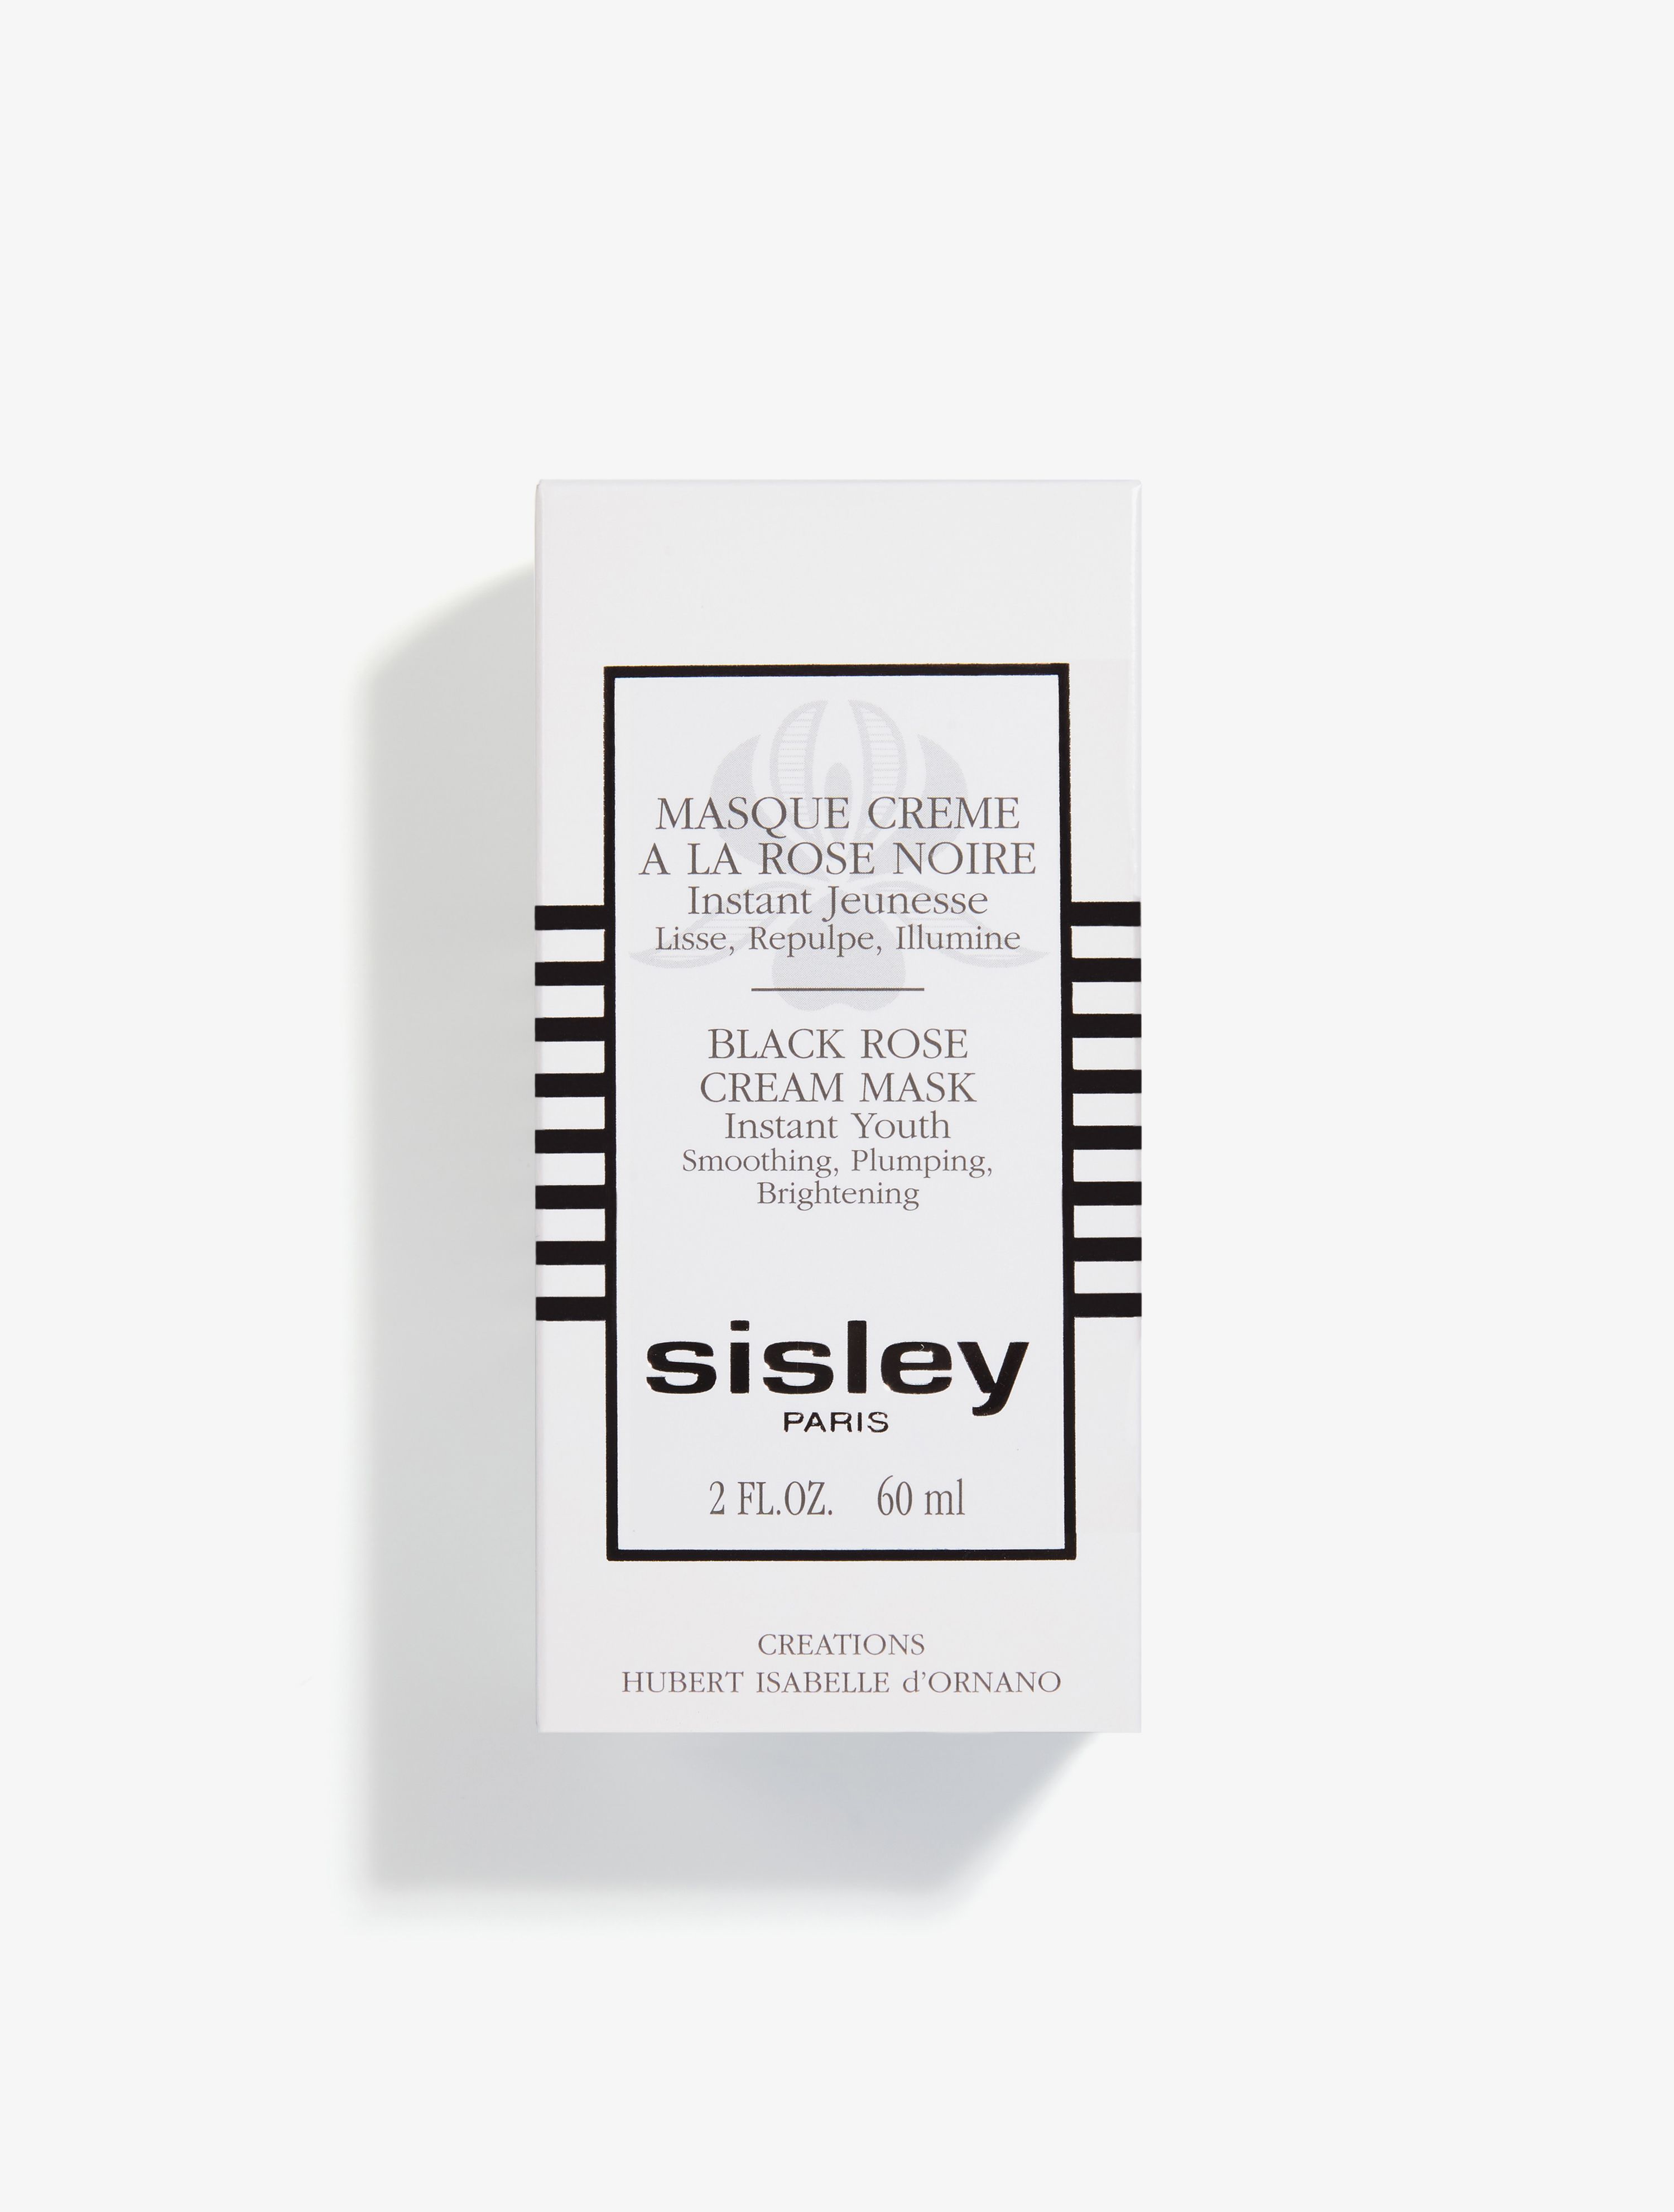 MASQUE CREME
A LA ROSE NOIRE
Instant Jeunesse
Lisse, Repulpe, Illumine
BLACK ROSE
CREAM MASK
Instant Youth
Smoothing, Plumping,
Brightening
sisley
PARIS
2 FL.OZ. 60 ml
CREATIONS
HUBERT ISABELLE d'ORNANO